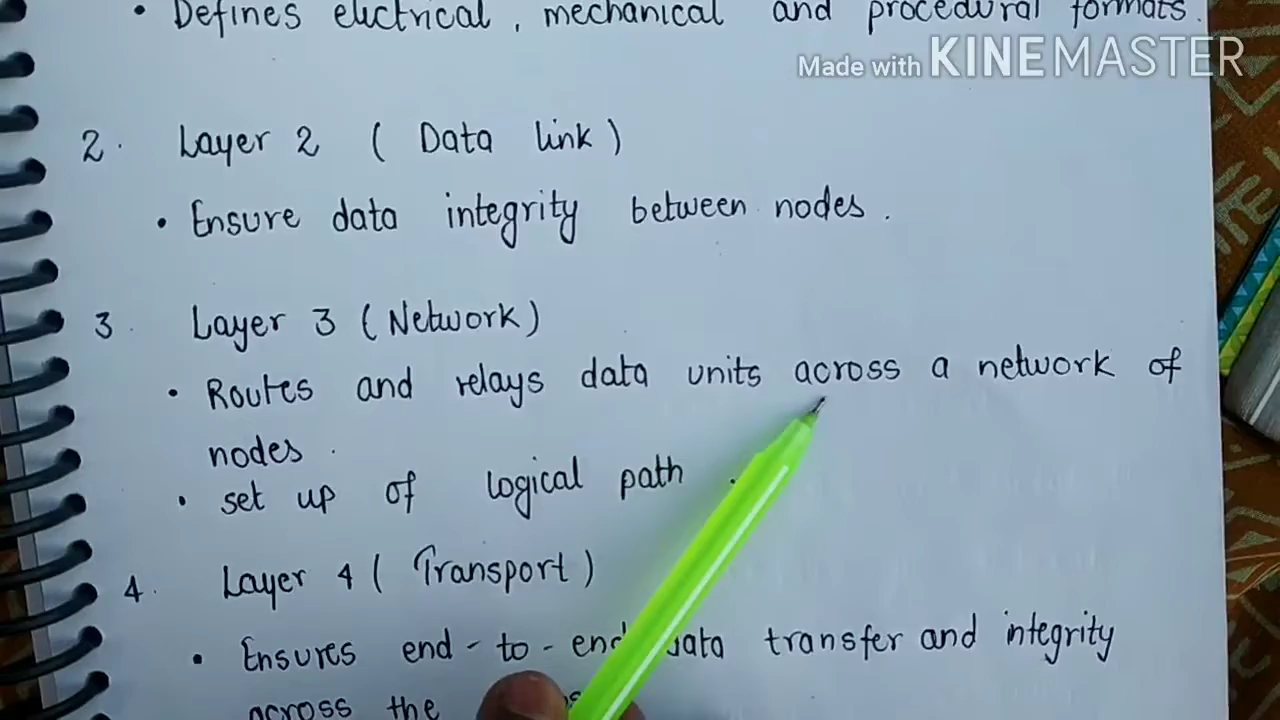 • Defines electrical, mechanical and procedural formats.
Made with KINEMASTER
2. Layer 2 ( Data link )
• Ensure data integrity between nodes.
3. Layer 3 ( Network )
• Routes and relays data units across a network of
nodes.
• set up of logical path.
4. Layer 4 ( Transport )
• Ensures end-to-end data transfer and integrity
across the